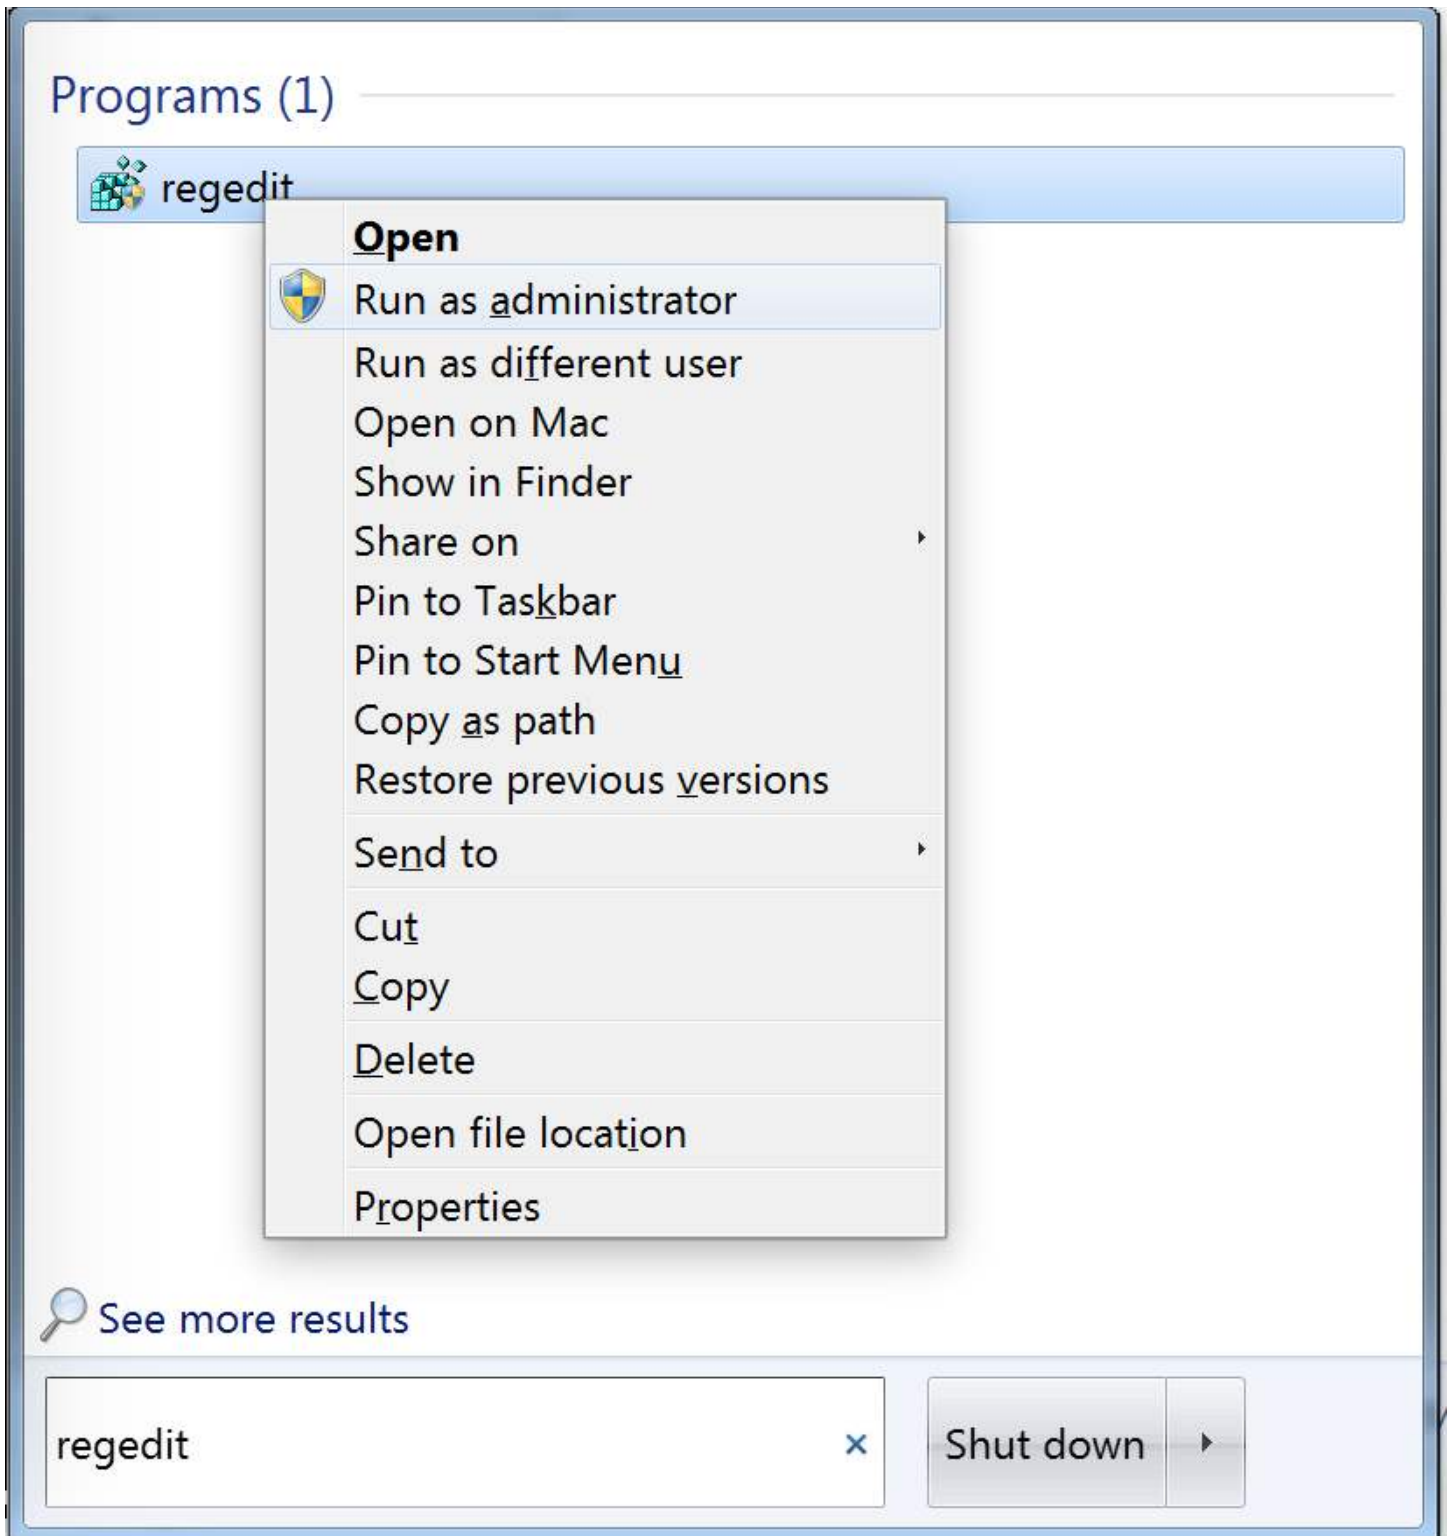 Programs (1)
regedit
Open
Run as administrator
Run as different user
Open on Mac
Show in Finder
Share on
Pin to Taskbar
Pin to Start Menu
Copy as path
Restore previous versions
Send to
Cut
Copy
Delete
Open file location
Properties
See more results
regedit
Shut down